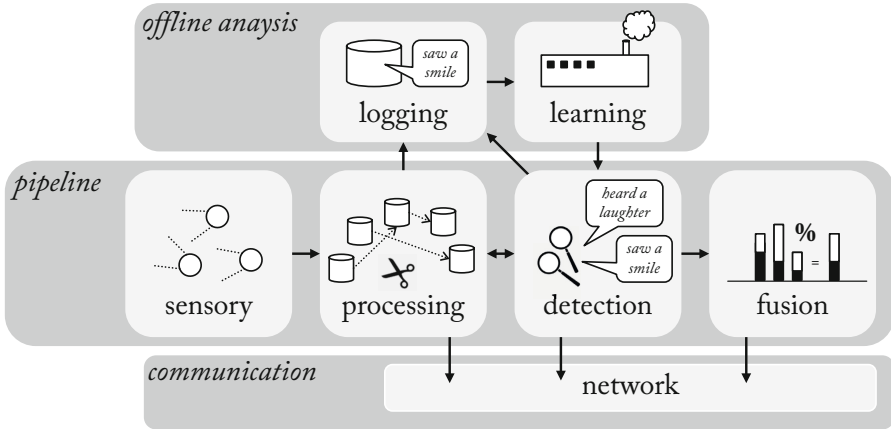 offline anaysis
saw a
smile
logging
learning
pipeline
heard a
laughter
saw a
smile
%
=
sensory
processing
detection
fusion
communication
network